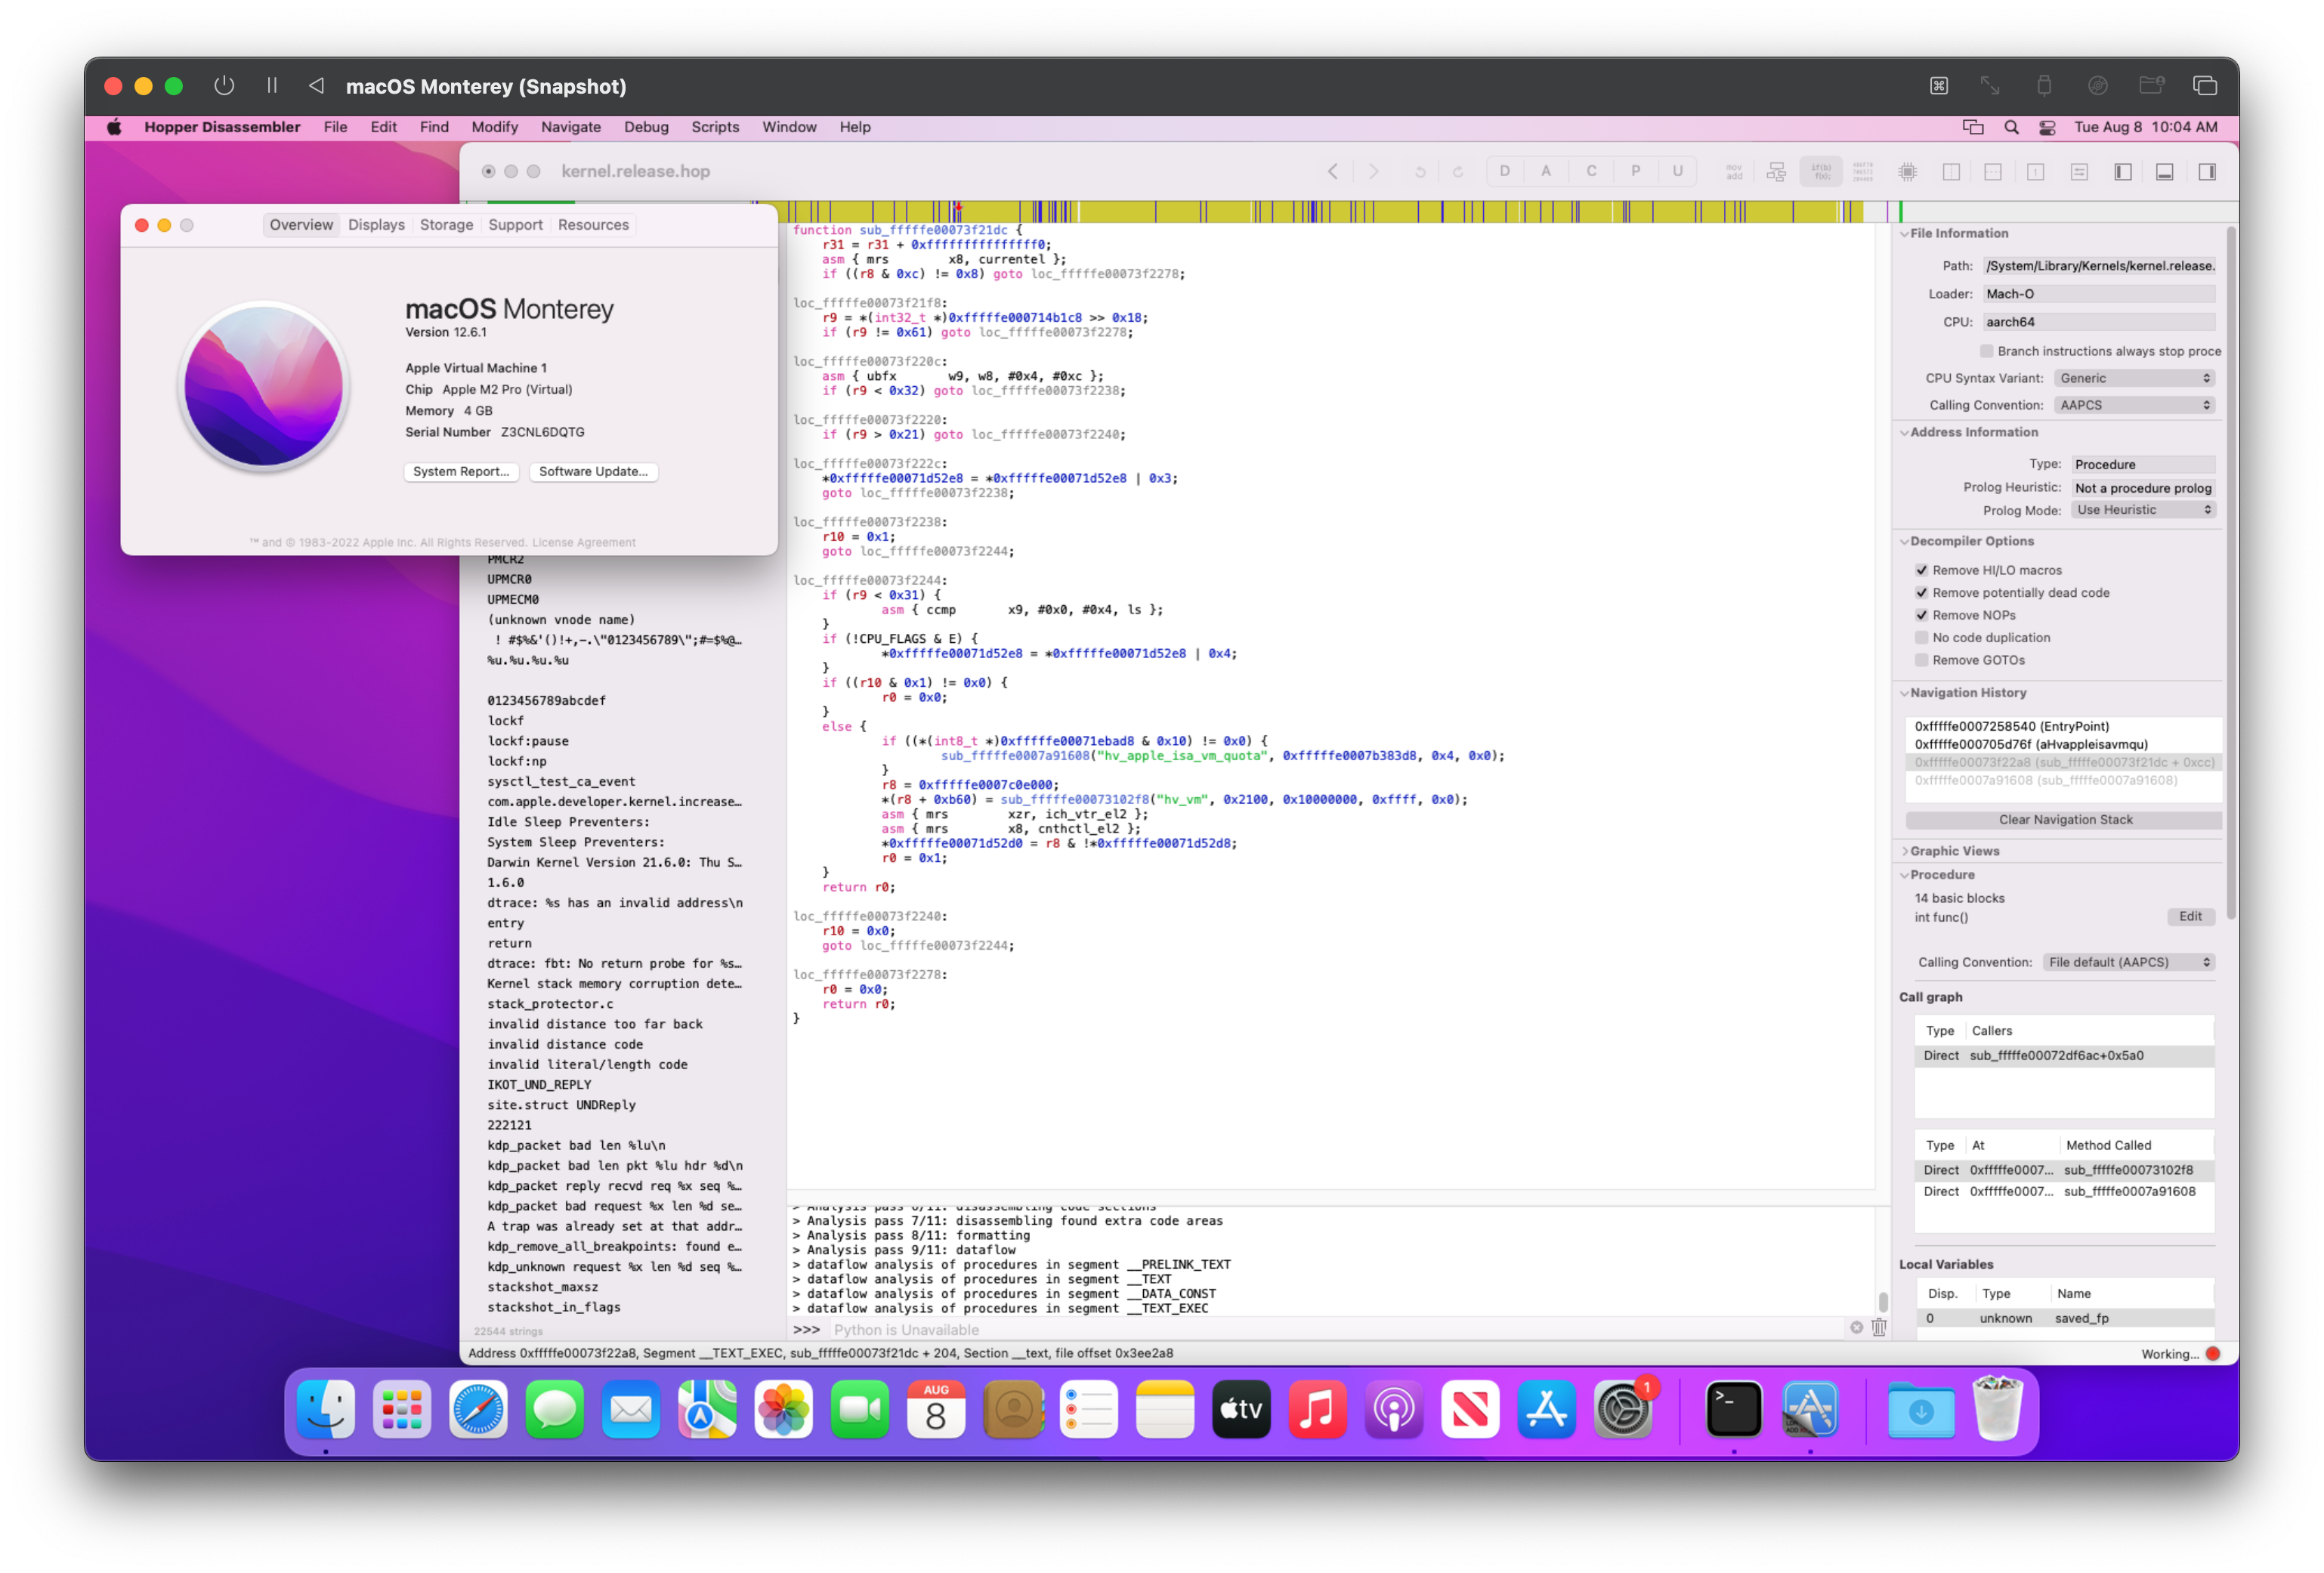 macOS Monterey (Snapshot)
Hopper Disassembler File Edit Find Modify Navigate Debug Scripts Window Help Tue Aug 8 10:04 AM
kernel.release.hop
D A C P U
mov
add
if(b)
f(x);
Overview Displays Storage Support Resources
macOS Monterey
Version 12.6.1
Apple Virtual Machine 1
Chip Apple M2 Pro (Virtual)
Memory 4 GB
Serial Number Z3CNL6DQTG
System Report... Software Update...
™ and © 1983-2022 Apple Inc. All Rights Reserved. License Agreement
PMCR2
UPMCR0
UPMECM0
(unknown vnode name)
! #$%&'()!+,-.\"0123456789\";#=$%@…
%u.%u.%u.%u
0123456789abcdef
lockf
lockf:pause
lockf:np
sysctl_test_ca_event
com.apple.developer.kernel.increase…
Idle Sleep Preventers:
System Sleep Preventers:
Darwin Kernel Version 21.6.0: Thu S…
1.6.0
dtrace: %s has an invalid address\n
entry
return
dtrace: fbt: No return probe for %s…
Kernel stack memory corruption dete…
stack_protector.c
invalid distance too far back
invalid distance code
invalid literal/length code
IKOT_UND_REPLY
site.struct UNDReply
222121
kdp_packet bad len %lu\n
kdp_packet bad len pkt %lu hdr %d\n
kdp_packet reply recvd req %x seq %…
kdp_packet bad request %x len %d se…
A trap was already set at that addr…
kdp_remove_all_breakpoints: found e…
kdp_unknown request %x len %d seq %…
stackshot_maxsz
stackshot_in_flags
22544 strings
function sub_fffffe00073f21dc {
r31 = r31 + 0xfffffffffffffff0;
asm { mrs x8, currentel };
if ((r8 & 0xc) != 0x8) goto loc_fffffe00073f2278;
loc_fffffe00073f21f8:
r9 = *(int32_t *)0xfffffe000714b1c8 >> 0x18;
if (r9 != 0x61) goto loc_fffffe00073f2278;
loc_fffffe00073f220c:
asm { ubfx w9, w8, #0x4, #0xc };
if (r9 < 0x32) goto loc_fffffe00073f2238;
loc_fffffe00073f2220:
if (r9 > 0x21) goto loc_fffffe00073f2240;
loc_fffffe00073f222c:
*0xfffffe00071d52e8 = *0xfffffe00071d52e8 | 0x3;
goto loc_fffffe00073f2238;
loc_fffffe00073f2238:
r10 = 0x1;
goto loc_fffffe00073f2244;
loc_fffffe00073f2244:
if (r9 < 0x31) {
asm { ccmp x9, #0x0, #0x4, ls };
}
if (!CPU_FLAGS & E) {
*0xfffffe00071d52e8 = *0xfffffe00071d52e8 | 0x4;
}
if ((r10 & 0x1) != 0x0) {
r0 = 0x0;
}
else {
if ((*(int8_t *)0xfffffe00071ebad8 & 0x10) != 0x0) {
sub_fffffe0007a91608("hv_apple_isa_vm_quota", 0xfffffe0007b383d8, 0x4, 0x0);
}
r8 = 0xfffffe0007c0e000;
*(r8 + 0xb60) = sub_fffffe00073102f8("hv_vm", 0x2100, 0x10000000, 0xffff, 0x0);
asm { mrs xzr, ich_vtr_el2 };
asm { mrs x8, cnthctl_el2 };
*0xfffffe00071d52d0 = r8 & !*0xfffffe00071d52d8;
r0 = 0x1;
}
return r0;
loc_fffffe00073f2240:
r10 = 0x0;
goto loc_fffffe00073f2244;
loc_fffffe00073f2278:
r0 = 0x0;
return r0;
}
> Analysis pass 6/11: disassembling code sections
> Analysis pass 7/11: disassembling found extra code areas
> Analysis pass 8/11: formatting
> Analysis pass 9/11: dataflow
> dataflow analysis of procedures in segment __PRELINK_TEXT
> dataflow analysis of procedures in segment __TEXT
> dataflow analysis of procedures in segment __DATA_CONST
> dataflow analysis of procedures in segment __TEXT_EXEC
>>> Python is Unavailable
Address 0xfffffe00073f22a8, Segment __TEXT_EXEC, sub_fffffe00073f21dc + 204, Section __text, file offset 0x3ee2a8
Working...
File Information
Path: /System/Library/Kernels/kernel.release.
Loader: Mach-O
CPU: aarch64
Branch instructions always stop proce
CPU Syntax Variant: Generic
Calling Convention: AAPCS
Address Information
Type: Procedure
Prolog Heuristic: Not a procedure prolog
Prolog Mode: Use Heuristic
Decompiler Options
Remove HI/LO macros
Remove potentially dead code
Remove NOPs
No code duplication
Remove GOTOs
Navigation History
0xfffffe0007258540 (EntryPoint)
0xfffffe000705d76f (aHvappleisavmqu)
0xfffffe00073f22a8 (sub_fffffe00073f21dc + 0xcc)
0xfffffe0007a91608 (sub_fffffe0007a91608)
Clear Navigation Stack
Graphic Views
Procedure
14 basic blocks
int func()
Edit
Calling Convention: File default (AAPCS)
Call graph
Type Callers
Direct sub_fffffe00072df6ac+0x5a0
Type At Method Called
Direct 0xfffffe0007... sub_fffffe00073102f8
Direct 0xfffffe0007... sub_fffffe0007a91608
Local Variables
Disp. Type Name
0 unknown saved_fp
AUG
8
tv
1
>_